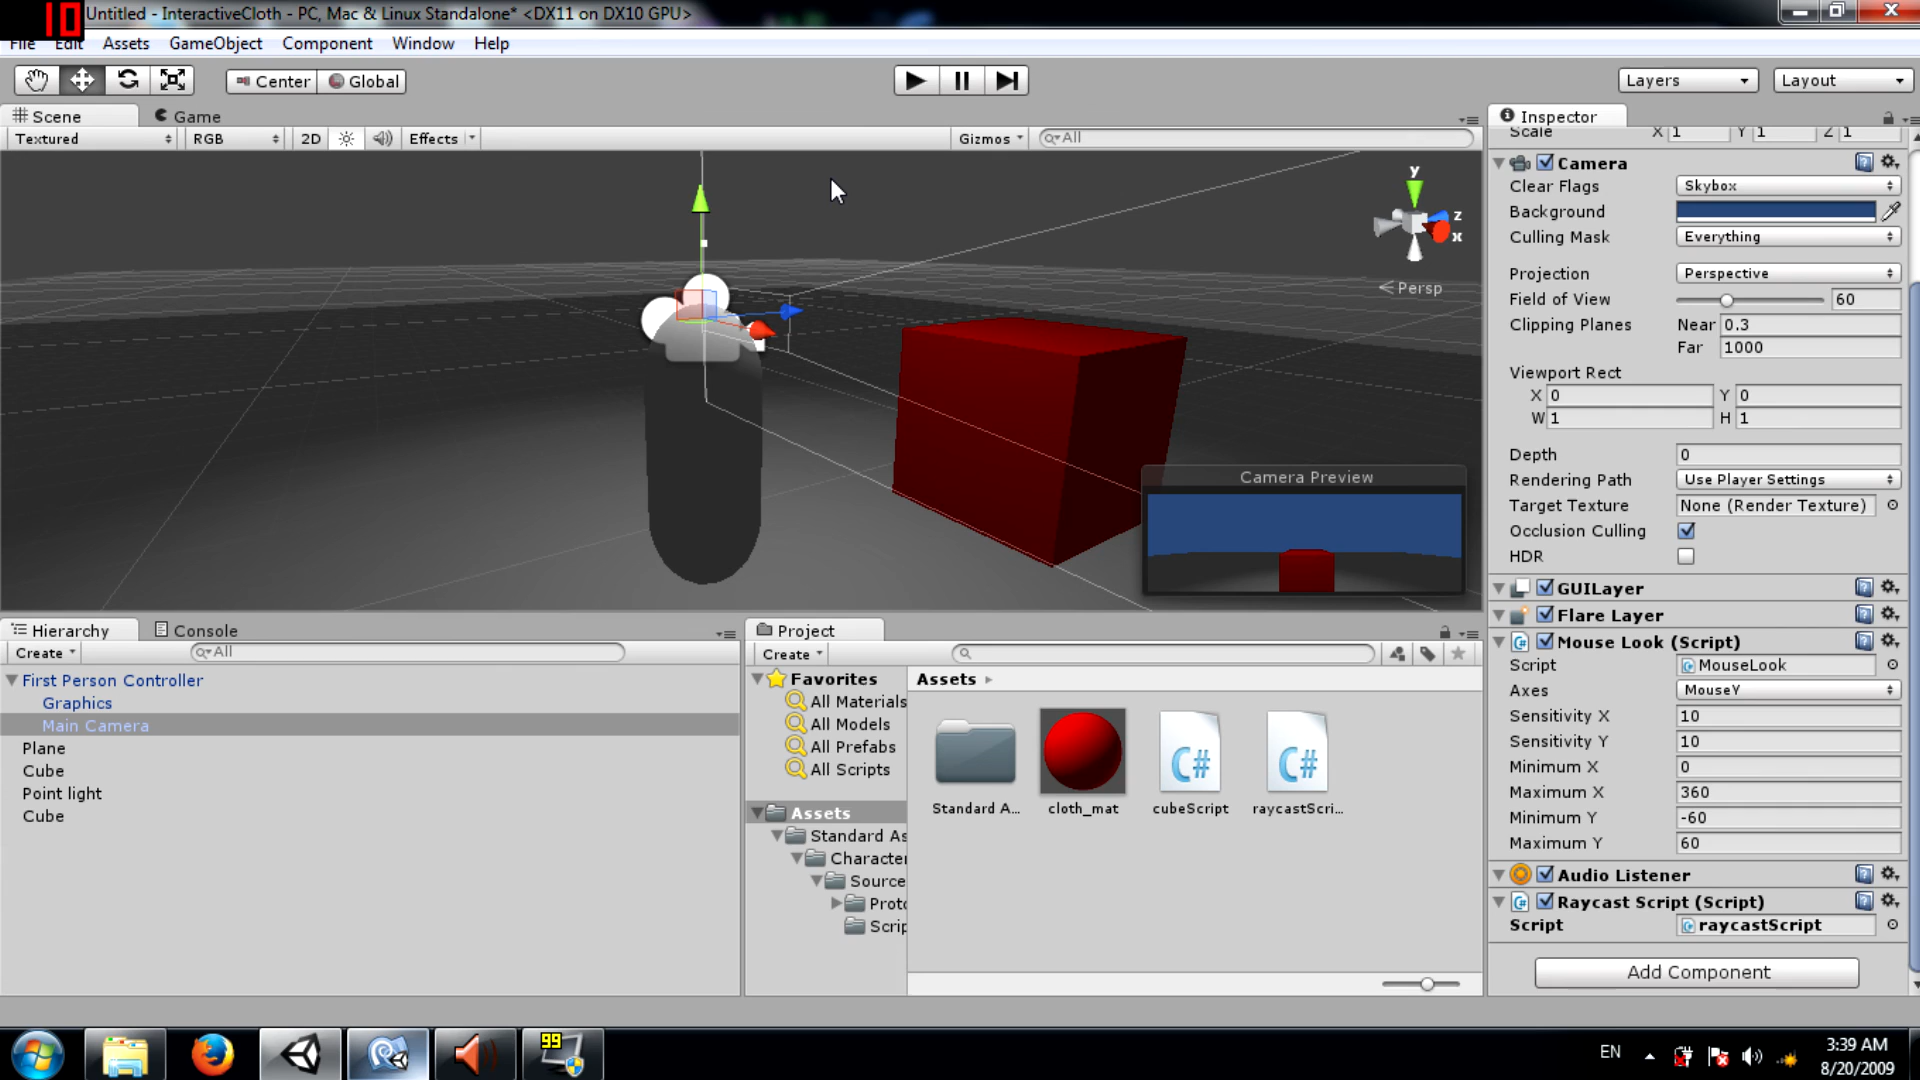 10
Untitled - InteractiveCloth - PC, Mac & Linux Standalone* <DX11 on DX10 GPU>
File Edit Assets GameObject Component Window Help
Center Global Layers Layout
Scene Game
Textured RGB 2D Effects Gizmos All
y
z
x
Persp
Camera Preview
Hierarchy Console
Create All
First Person Controller
Graphics
Main Camera
Plane
Cube
Point light
Cube
Project
Create
Favorites
All Materials
All Models
All Prefabs
All Scripts
Assets
Standard As
Character
Source
Proto
Scrip
Assets
Standard A... cloth_mat cubeScript raycastScri...
Inspector
Scale X 1 Y 1 Z 1
Camera
Clear Flags Skybox
Background
Culling Mask Everything
Projection Perspective
Field of View 60
Clipping Planes Near 0.3
Far 1000
Viewport Rect
X 0 Y 0
W 1 H 1
Depth 0
Rendering Path Use Player Settings
Target Texture None (Render Texture)
Occlusion Culling
HDR
GUILayer
Flare Layer
Mouse Look (Script)
Script MouseLook
Axes MouseY
Sensitivity X 10
Sensitivity Y 10
Minimum X 0
Maximum X 360
Minimum Y -60
Maximum Y 60
Audio Listener
Raycast Script (Script)
Script raycastScript
Add Component
99
EN
3:39 AM
8/20/2009